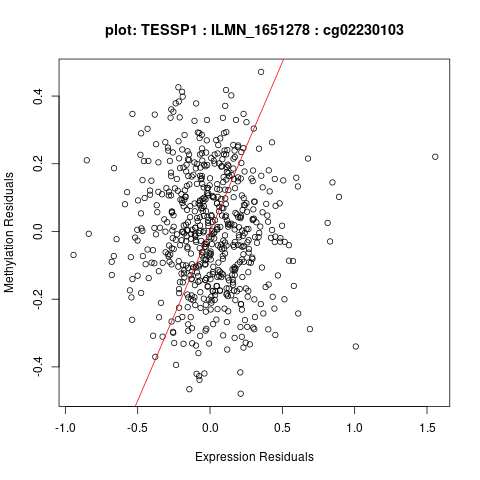 plot: TESSP1 : ILMN_1651278 : cg02230103
0.4
0.2
0.0
-0.2
-0.4
Methylation Residuals
-1.0 -0.5 0.0 0.5 1.0 1.5
Expression Residuals